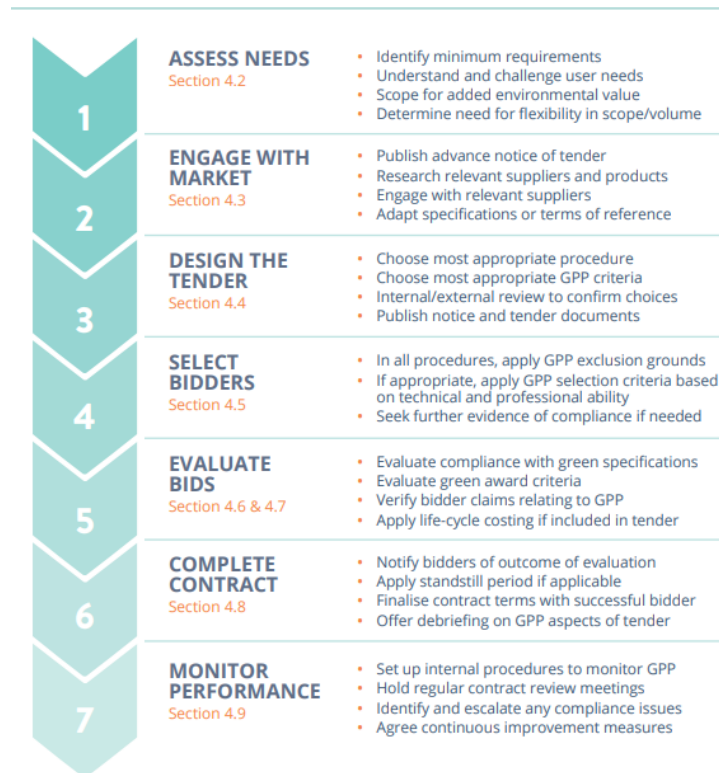 1
ASSESS NEEDS
Section 4.2
• Identify minimum requirements
• Understand and challenge user needs
• Scope for added environmental value
• Determine need for flexibility in scope/volume
2
ENGAGE WITH
MARKET
Section 4.3
• Publish advance notice of tender
• Research relevant suppliers and products
• Engage with relevant suppliers
• Adapt specifications or terms of reference
3
DESIGN THE
TENDER
Section 4.4
• Choose most appropriate procedure
• Choose most appropriate GPP criteria
• Internal/external review to confirm choices
• Publish notice and tender documents
4
SELECT
BIDDERS
Section 4.5
• In all procedures, apply GPP exclusion grounds
• If appropriate, apply GPP selection criteria based
on technical and professional ability
• Seek further evidence of compliance if needed
5
EVALUATE
BIDS
Section 4.6 & 4.7
• Evaluate compliance with green specifications
• Evaluate green award criteria
• Verify bidder claims relating to GPP
• Apply life-cycle costing if included in tender
6
COMPLETE
CONTRACT
Section 4.8
• Notify bidders of outcome of evaluation
• Apply standstill period if applicable
• Finalise contract terms with successful bidder
• Offer debriefing on GPP aspects of tender
7
MONITOR
PERFORMANCE
Section 4.9
• Set up internal procedures to monitor GPP
• Hold regular contract review meetings
• Identify and escalate any compliance issues
• Agree continuous improvement measures